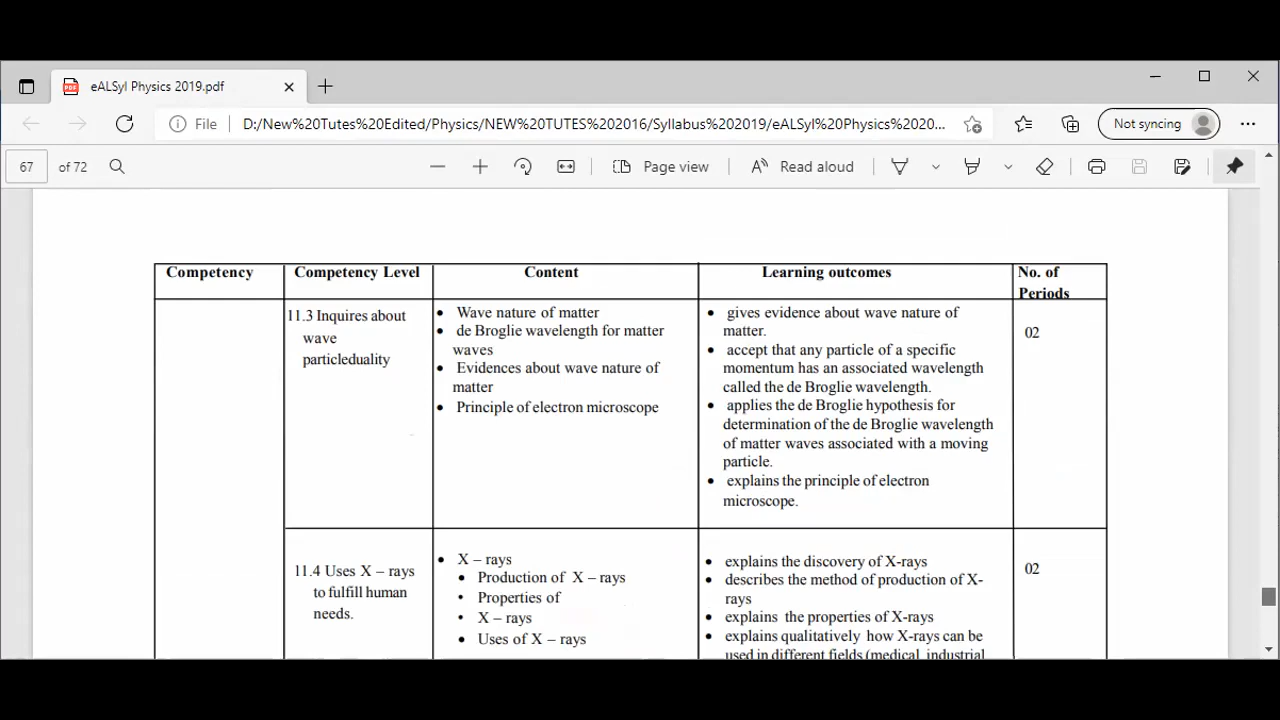 eALSyl Physics 2019.pdf
File D:/New%20Tutes%20Edited/Physics/NEW%20TUTES%202016/Syllabus%202019/eALSyl%20Physics%2020...
Not syncing
67 of 72
Page view
Read aloud
Competency
Competency Level
Content
Learning outcomes
No. of
Periods
11.3 Inquires about
wave
particleduality
• Wave nature of matter
• de Broglie wavelength for matter
waves
• Evidences about wave nature of
matter
• Principle of electron microscope
• gives evidence about wave nature of
matter.
• accept that any particle of a specific
momentum has an associated wavelength
called the de Broglie wavelength.
• applies the de Broglie hypothesis for
determination of the de Broglie wavelength
of matter waves associated with a moving
particle.
• explains the principle of electron
microscope.
02
11.4 Uses X – rays
to fulfill human
needs.
• X – rays
• Production of X – rays
• Properties of
• X – rays
• Uses of X – rays
• explains the discovery of X-rays
• describes the method of production of X-
rays
• explains the properties of X-rays
• explains qualitatively how X-rays can be
used in different fields (medical, industrial
02